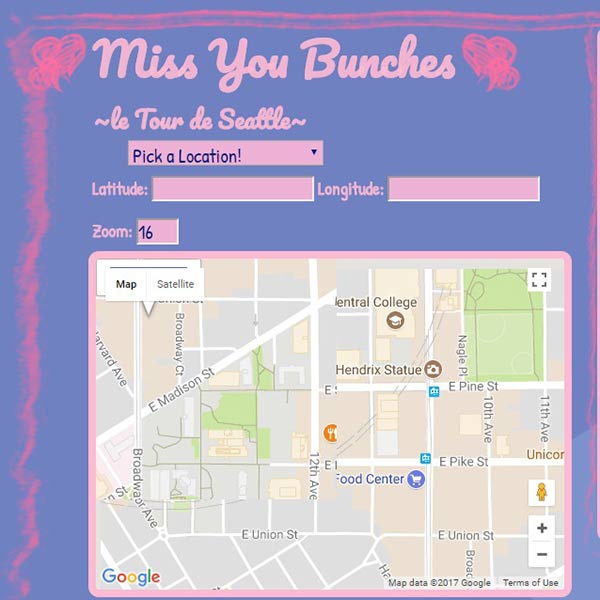 Miss You Bunches
~le Tour de Seattle~
Pick a Location!
Latitude: Longitude:
Zoom: 16
Map Satellite
entral College
Broadway Ct
Harvard Ave
Hendrix Statue
Nagle Pl
E Pine St
E Madison St
10th Ave
11th Ave
12th Ave
Broadway
E Pike St
Unicor
Food Center
E Union St
E Union St
Google
Map data ©2017 Google Terms of Use